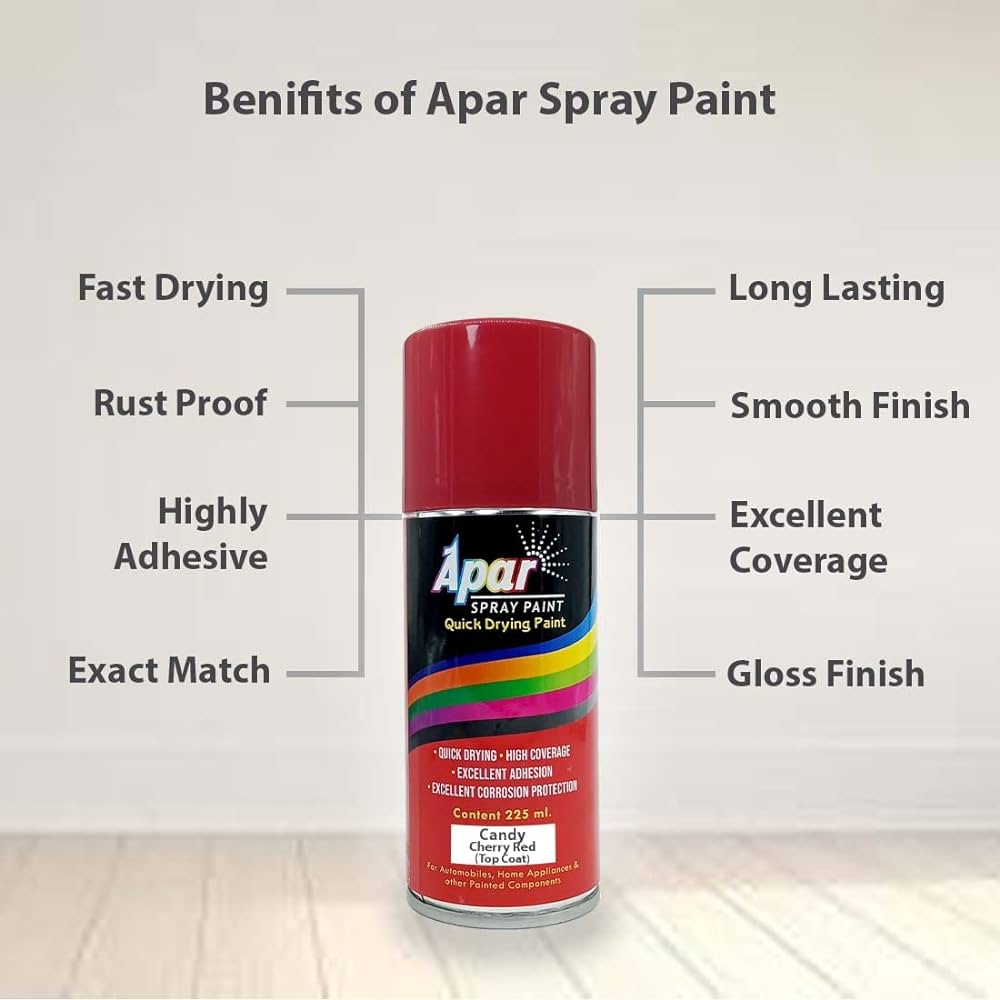 Benifits of Apar Spray Paint
Fast Drying
Rust Proof
Highly
Adhesive
Exact Match
Long Lasting
Smooth Finish
Excellent
Coverage
Gloss Finish
Apar
SPRAY PAINT
Quick Drying Paint
• QUICK DRYING • HIGH COVERAGE
• EXCELLENT ADHESION
• EXCELLENT CORROSION PROTECTION
Content 225 ml.
Candy
Cherry Red
(Top Coat)
For Automobiles, Home Appliances &
other Painted Components